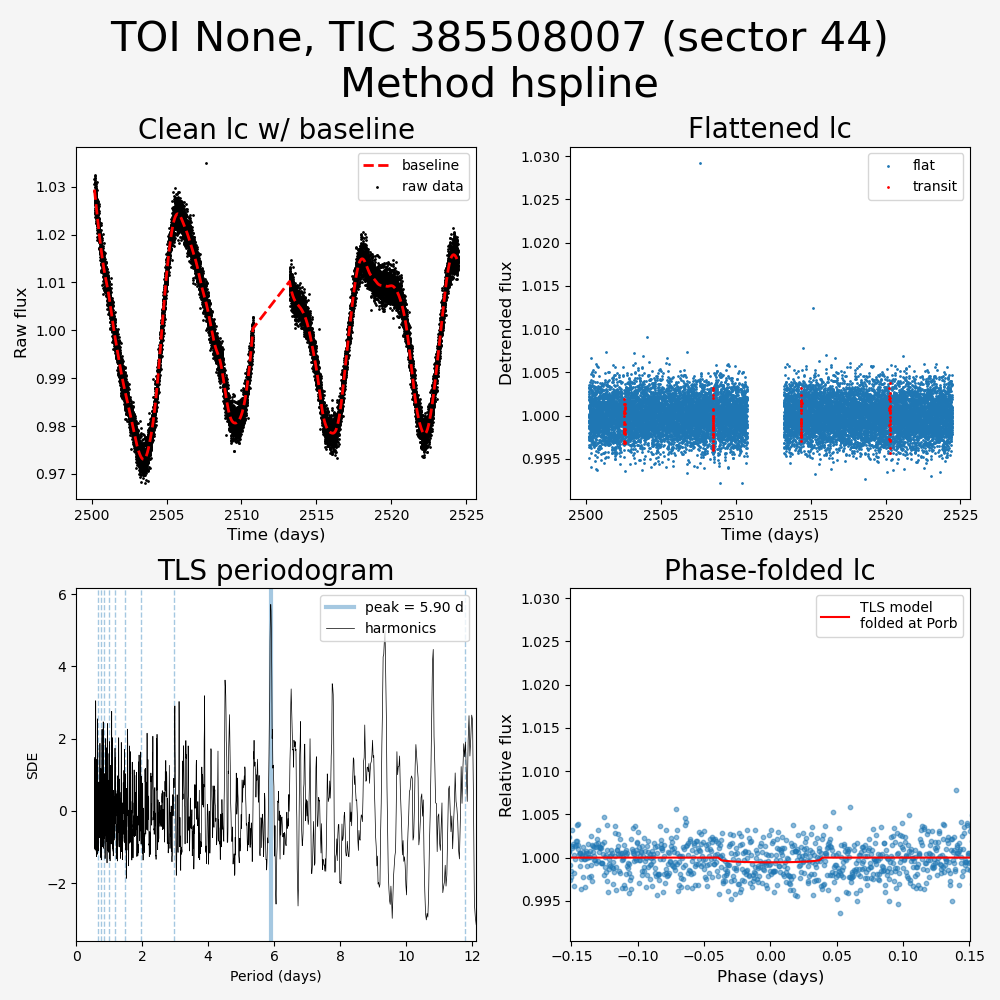 TOI None, TIC 385508007 (sector 44)
Method hspline
Clean lc w/ baseline
Raw flux
1.03
1.02
1.01
1.00
0.99
0.98
0.97
baseline
raw data
2500
2505
2510
2515
2520
2525
Time (days)
Flattened lc
Detrended flux
1.030
1.025
1.020
1.015
1.010
1.005
1.000
0.995
flat
transit
2500
2505
2510
2515
2520
2525
Time (days)
TLS periodogram
SDE
6
4
2
0
−2
peak = 5.90 d
harmonics
0
2
4
6
8
10
12
Period (days)
Phase-folded lc
Relative flux
1.030
1.025
1.020
1.015
1.010
1.005
1.000
0.995
TLS model
folded at Porb
−0.15
−0.10
−0.05
0.00
0.05
0.10
0.15
Phase (days)